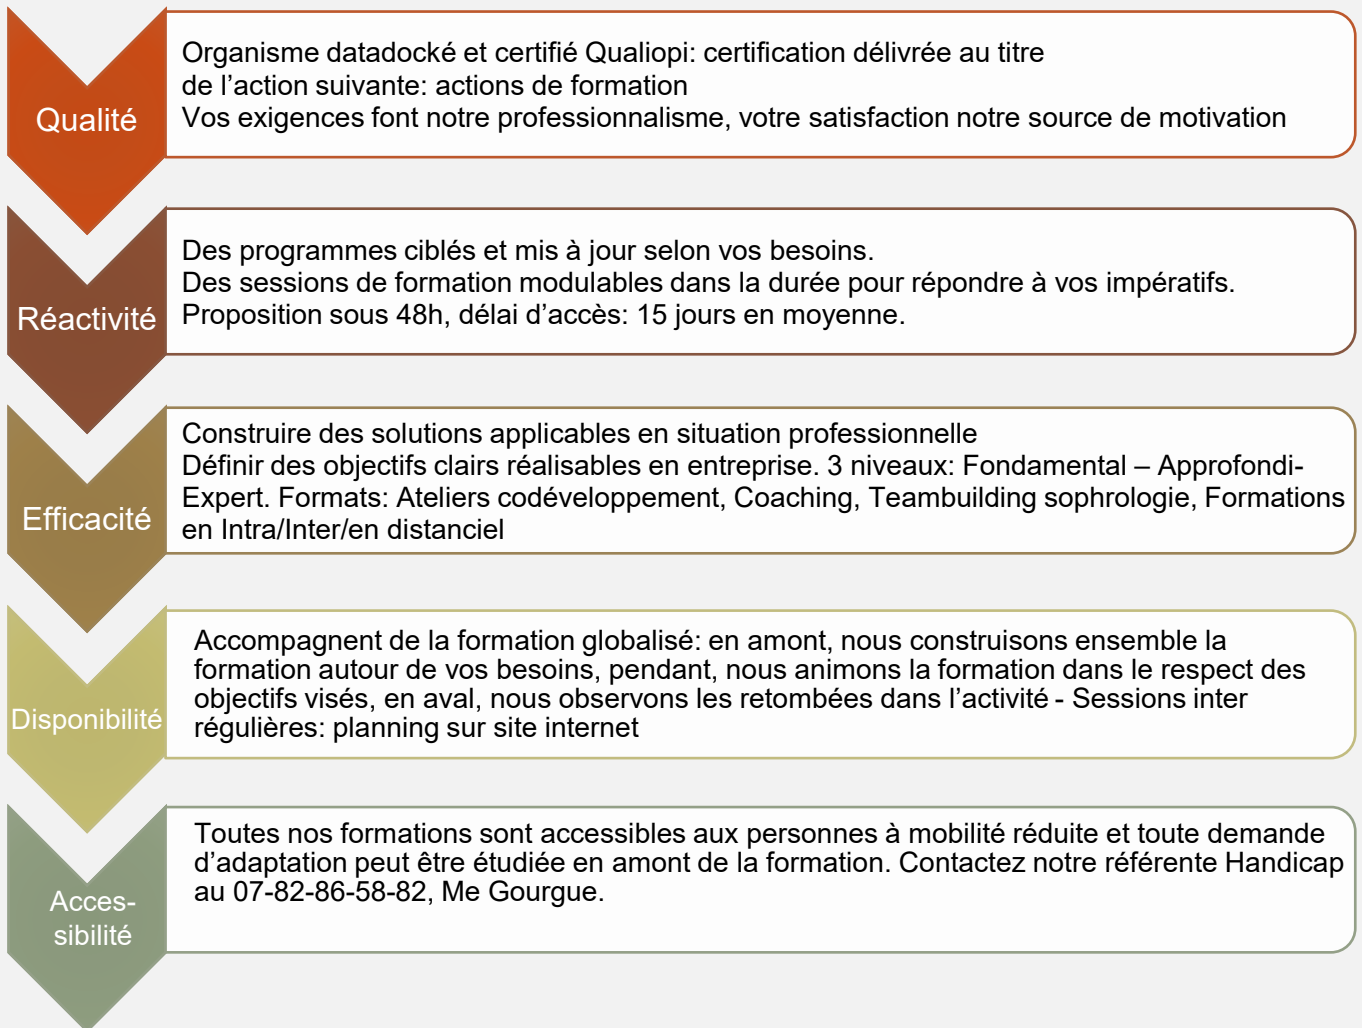 Qualité
Organisme datadocké et certifié Qualiopi: certification délivrée au titre
de l’action suivante: actions de formation
Vos exigences font notre professionnalisme, votre satisfaction notre source de motivation
Réactivité
Des programmes ciblés et mis à jour selon vos besoins.
Des sessions de formation modulables dans la durée pour répondre à vos impératifs.
Proposition sous 48h, délai d’accès: 15 jours en moyenne.
Efficacité
Construire des solutions applicables en situation professionnelle
Définir des objectifs clairs réalisables en entreprise. 3 niveaux: Fondamental – Approfondi-
Expert. Formats: Ateliers codéveloppement, Coaching, Teambuilding sophrologie, Formations
en Intra/Inter/en distanciel
Disponibilité
Accompagnent de la formation globalisé: en amont, nous construisons ensemble la
formation autour de vos besoins, pendant, nous animons la formation dans le respect des
objectifs visés, en aval, nous observons les retombées dans l’activité - Sessions inter
régulières: planning sur site internet
Acces-
sibilité
Toutes nos formations sont accessibles aux personnes à mobilité réduite et toute demande
d’adaptation peut être étudiée en amont de la formation. Contactez notre référente Handicap
au 07-82-86-58-82, Me Gourgue.